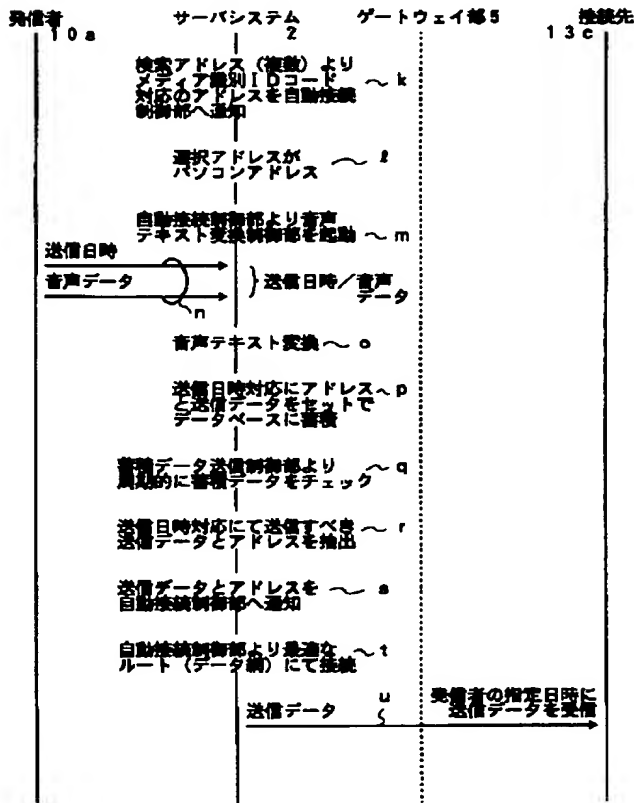 発信者 サーバシステム ゲートウェイ部5 接続先
10a 2 13c
検索アドレス（複数）より
メディア識別IDコード 〜 k
対応のアドレスを自動接続
制御部へ通知
選択アドレスが 〜 ℓ
パソコンアドレス
自動接続制御部より音声
テキスト変換制御部を起動 〜 m
送信日時
音声データ
送信日時／音声
データ
n
音声テキスト変換 〜 o
送信日時対応にアドレス 〜 p
と送信データをセットで
データベースに蓄積
蓄積データ送信制御部より 〜 q
周期的に蓄積データをチェック
送信日時対応にて送信すべき 〜 r
送信データとアドレスを抽出
送信データとアドレスを 〜 s
自動接続制御部へ通知
自動接続制御部より最適な 〜 t
ルート（データ網）にて接続
送信データ
u
発信者の指定日時に
送信データを受信